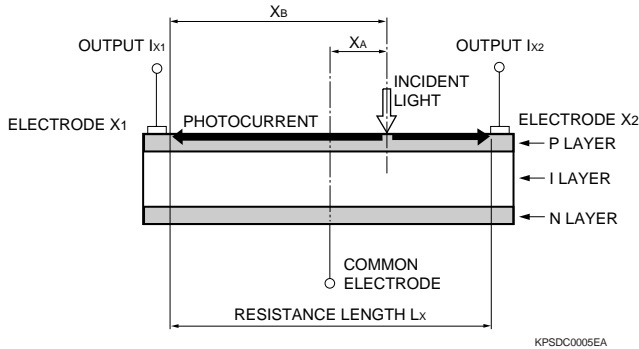 XB
OUTPUT IX1
XA
OUTPUT IX2
INCIDENT
LIGHT
ELECTRODE X1
PHOTOCURRENT
ELECTRODE X2
P LAYER
I LAYER
N LAYER
COMMON
ELECTRODE
RESISTANCE LENGTH LX
KPSDC0005EA